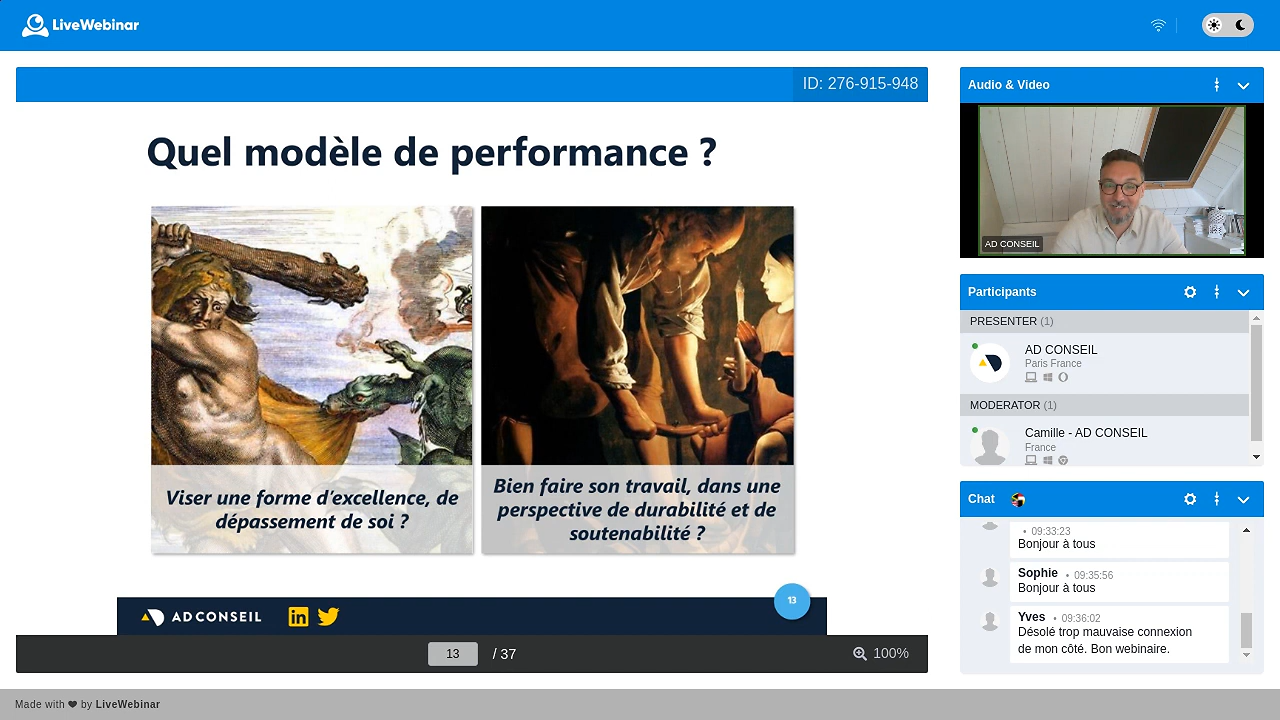 LiveWebinar
ID: 276-915-948
Quel modèle de performance ?
Viser une forme d'excellence, de
dépassement de soi ?
Bien faire son travail, dans une
perspective de durabilité et de
soutenabilité ?
AD CONSEIL
13
13 / 37
100%
Audio & Video
AD CONSEIL
Participants
PRESENTER (1)
AD CONSEIL
Paris France
MODERATOR (1)
Camille - AD CONSEIL
France
Chat
• 09:33:23
Bonjour à tous
Sophie • 09:35:56
Bonjour à tous
Yves • 09:36:02
Désolé trop mauvaise connexion
de mon côté. Bon webinaire.
Made with ❤ by LiveWebinar